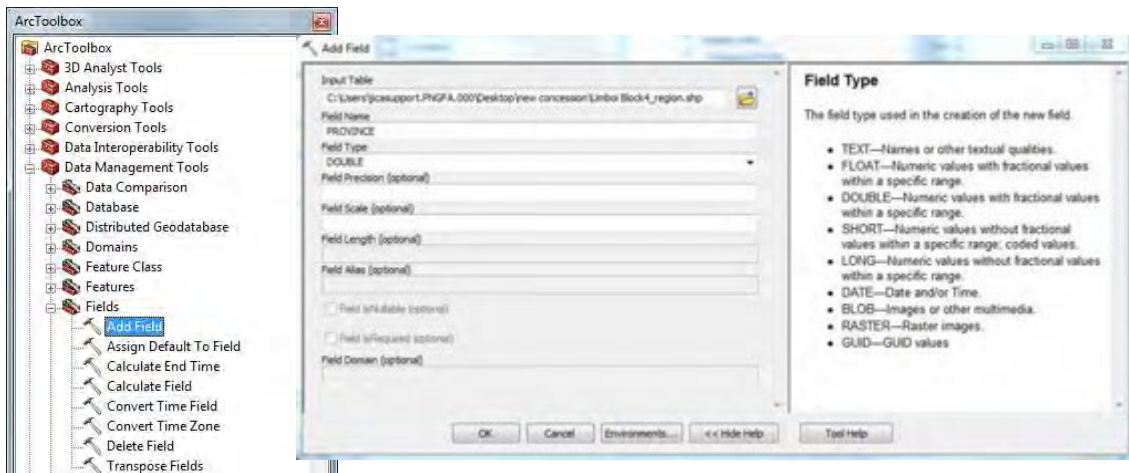 ArcToolbox
ArcToolbox
3D Analyst Tools
Analysis Tools
Cartography Tools
Conversion Tools
Data Interoperability Tools
Data Management Tools
Data Comparison
Database
Distributed Geodatabase
Domains
Feature Class
Features
Fields
Add Field
Assign Default To Field
Calculate End Time
Calculate Field
Convert Time Field
Convert Time Zone
Delete Field
Transpose Fields
Add Field
Input Table
C:\Users\jicasupport.PNGFA.000\Desktop\new concession\Limboi Block4_region.shp
Field Name
PROVINCE
Field Type
DOUBLE
Field Precision (optional)
Field Scale (optional)
Field Length (optional)
Field Alias (optional)
Field IsNullable (optional)
Field IsRequired (optional)
Field Domain (optional)
OK
Cancel
Environments...
<< Hide Help
Tool Help
Field Type
The field type used in the creation of the new field.
• TEXT—Names or other textual qualities.
• FLOAT—Numeric values with fractional values
within a specific range.
• DOUBLE—Numeric values with fractional values
within a specific range.
• SHORT—Numeric values without fractional
values within a specific range; coded values.
• LONG—Numeric values without fractional values
within a specific range.
• DATE—Date and/or Time.
• BLOB—Images or other multimedia.
• RASTER—Raster images.
• GUID—GUID values